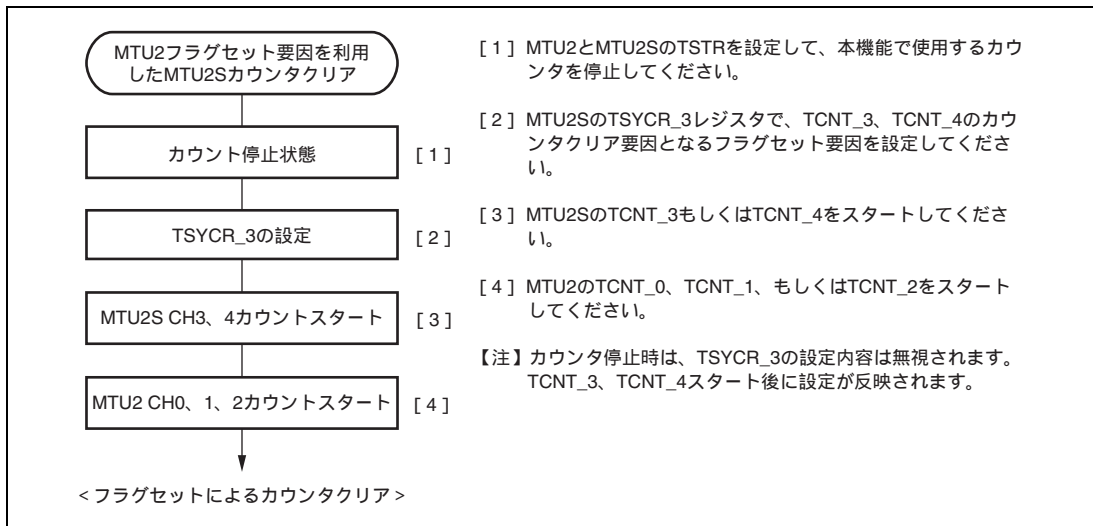 MTU2フラグセット要因を利用
したMTU2Sカウンタクリア
カウント停止状態 [ 1 ]
TSYCR_3の設定 [ 2 ]
MTU2S CH3、4カウントスタート [ 3 ]
MTU2 CH0、1、2カウントスタート [ 4 ]
< フラグセットによるカウンタクリア >
[ 1 ] MTU2とMTU2SのTSTRを設定して、本機能で使用するカウ
ンタを停止してください。
[ 2 ] MTU2SのTSYCR_3レジスタで、TCNT_3、TCNT_4のカウ
ンタクリア要因となるフラグセット要因を設定してくださ
い。
[ 3 ] MTU2SのTCNT_3もしくはTCNT_4をスタートしてくださ
い。
[ 4 ] MTU2のTCNT_0、TCNT_1、もしくはTCNT_2をスタート
してください。
【注】カウンタ停止時は、TSYCR_3の設定内容は無視されます。
TCNT_3、TCNT_4スタート後に設定が反映されます。